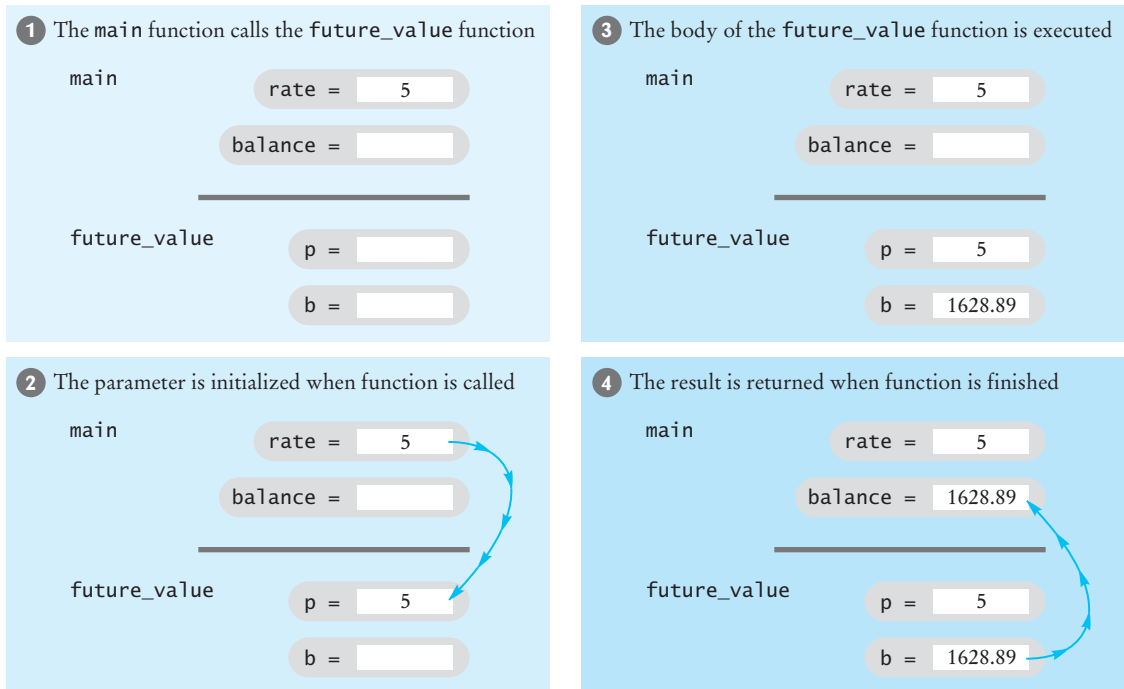 1 The main function calls the future_value function
main
rate = 5
balance =
future_value
p =
b =
2 The parameter is initialized when function is called
main
rate = 5
balance =
future_value
p = 5
b =
3 The body of the future_value function is executed
main
rate = 5
balance =
future_value
p = 5
b = 1628.89
4 The result is returned when function is finished
main
rate = 5
balance = 1628.89
future_value
p = 5
b = 1628.89